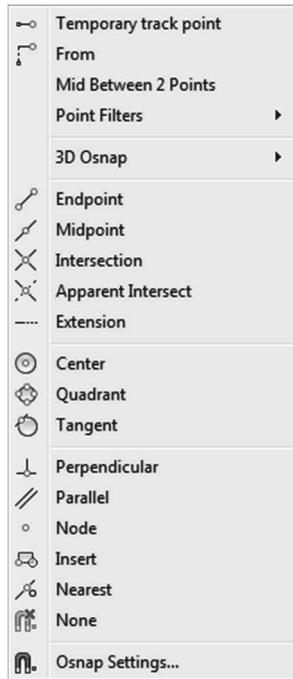 Temporary track point
From
Mid Between 2 Points
Point Filters
3D Osnap
Endpoint
Midpoint
Intersection
Apparent Intersect
Extension
Center
Quadrant
Tangent
Perpendicular
Parallel
Node
Insert
Nearest
None
Osnap Settings...